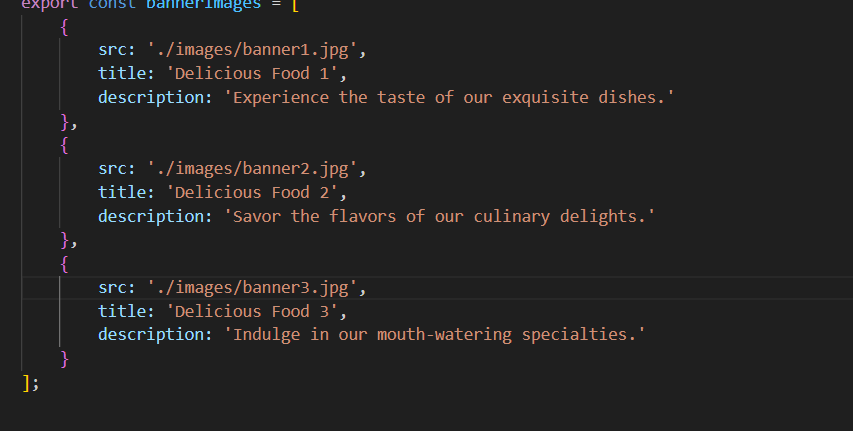 export const bannerImages = [
{
src: './images/banner1.jpg',
title: 'Delicious Food 1',
description: 'Experience the taste of our exquisite dishes.'
},
{
src: './images/banner2.jpg',
title: 'Delicious Food 2',
description: 'Savor the flavors of our culinary delights.'
},
{
src: './images/banner3.jpg',
title: 'Delicious Food 3',
description: 'Indulge in our mouth-watering specialties.'
}
];